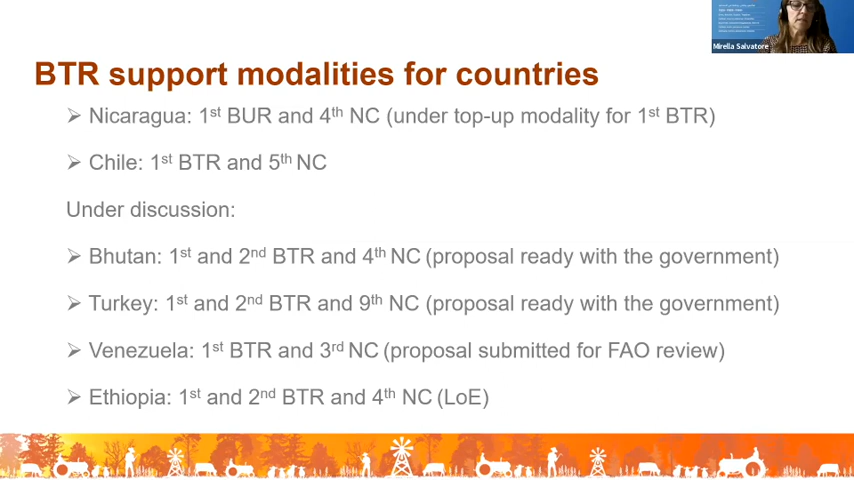 Mirella Salvatore
BTR support modalities for countries
➢ Nicaragua: 1st BUR and 4th NC (under top-up modality for 1st BTR)
➢ Chile: 1st BTR and 5th NC
Under discussion:
➢ Bhutan: 1st and 2nd BTR and 4th NC (proposal ready with the government)
➢ Turkey: 1st and 2nd BTR and 9th NC (proposal ready with the government)
➢ Venezuela: 1st BTR and 3rd NC (proposal submitted for FAO review)
➢ Ethiopia: 1st and 2nd BTR and 4th NC (LoE)